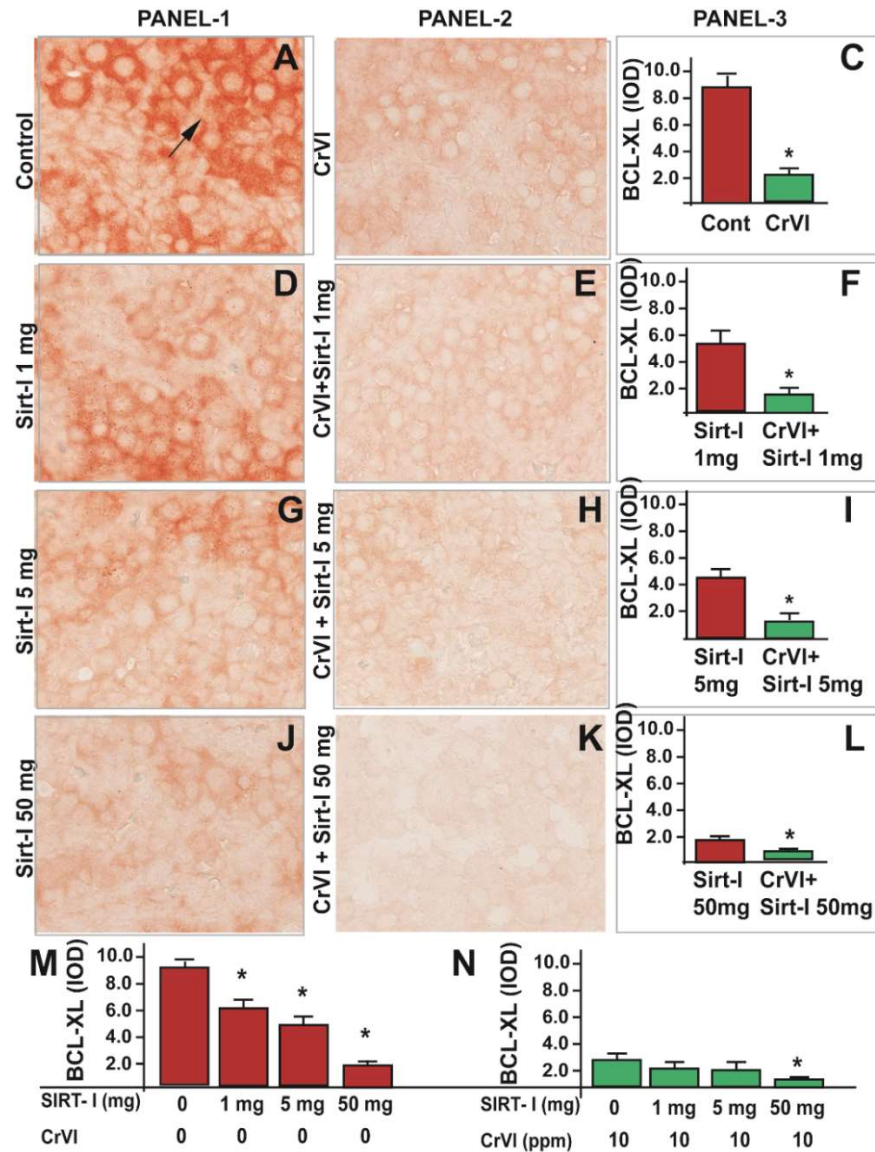 PANEL-1 PANEL-2 PANEL-3
A
Control
CrVI
C
BCL-XL (IOD)
10.0
8.0
6.0
4.0
2.0
*
Cont CrVI
D
Sirt-I 1 mg
E
CrVI+Sirt-I 1mg
F
BCL-XL (IOD)
10.0
8.0
6.0
4.0
2.0
*
Sirt-I CrVI+
1mg Sirt-I 1mg
G
Sirt-I 5 mg
H
CrVI + Sirt-I 5 mg
I
BCL-XL (IOD)
10.0
8.0
6.0
4.0
2.0
*
Sirt-I CrVI+
5mg Sirt-I 5mg
J
Sirt-I 50 mg
K
CrVI + Sirt-I 50 mg
L
BCL-XL (IOD)
10.0
8.0
6.0
4.0
2.0
*
Sirt-I CrVI+
50mg Sirt-I 50mg
M
BCL-XL (IOD)
10.0
8.0
6.0
4.0
2.0
* * *
SIRT- I (mg) 0 1 mg 5 mg 50 mg
CrVI 0 0 0 0
N
BCL-XL (IOD)
10.0
8.0
6.0
4.0
2.0
*
SIRT- I (mg) 0 1 mg 5 mg 50 mg
CrVI (ppm) 10 10 10 10